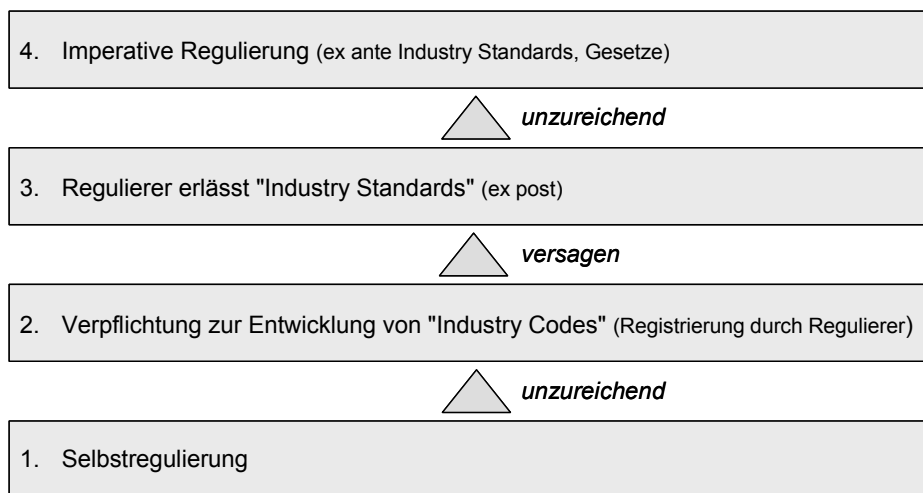 4. Imperative Regulierung (ex ante Industry Standards, Gesetze)
unzureichend
3. Regulierer erlässt "Industry Standards" (ex post)
versagen
2. Verpflichtung zur Entwicklung von "Industry Codes" (Registrierung durch Regulierer)
unzureichend
1. Selbstregulierung